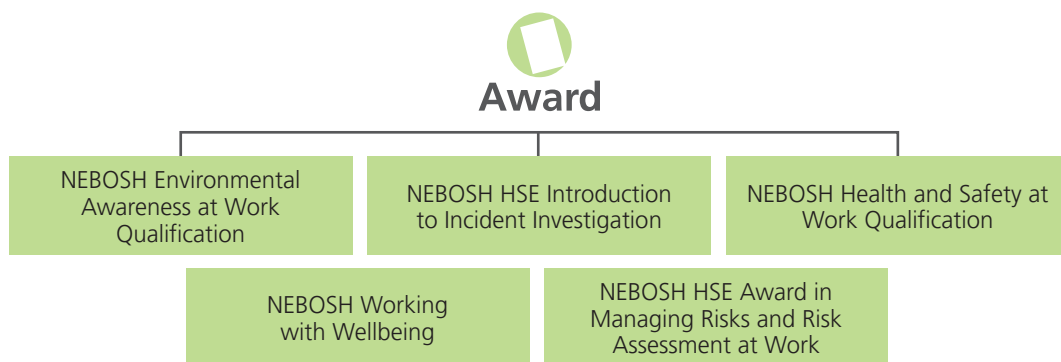 Award
NEBOSH Environmental
Awareness at Work
Qualification
NEBOSH HSE Introduction
to Incident Investigation
NEBOSH Health and Safety at
Work Qualification
NEBOSH Working
with Wellbeing
NEBOSH HSE Award in
Managing Risks and Risk
Assessment at Work